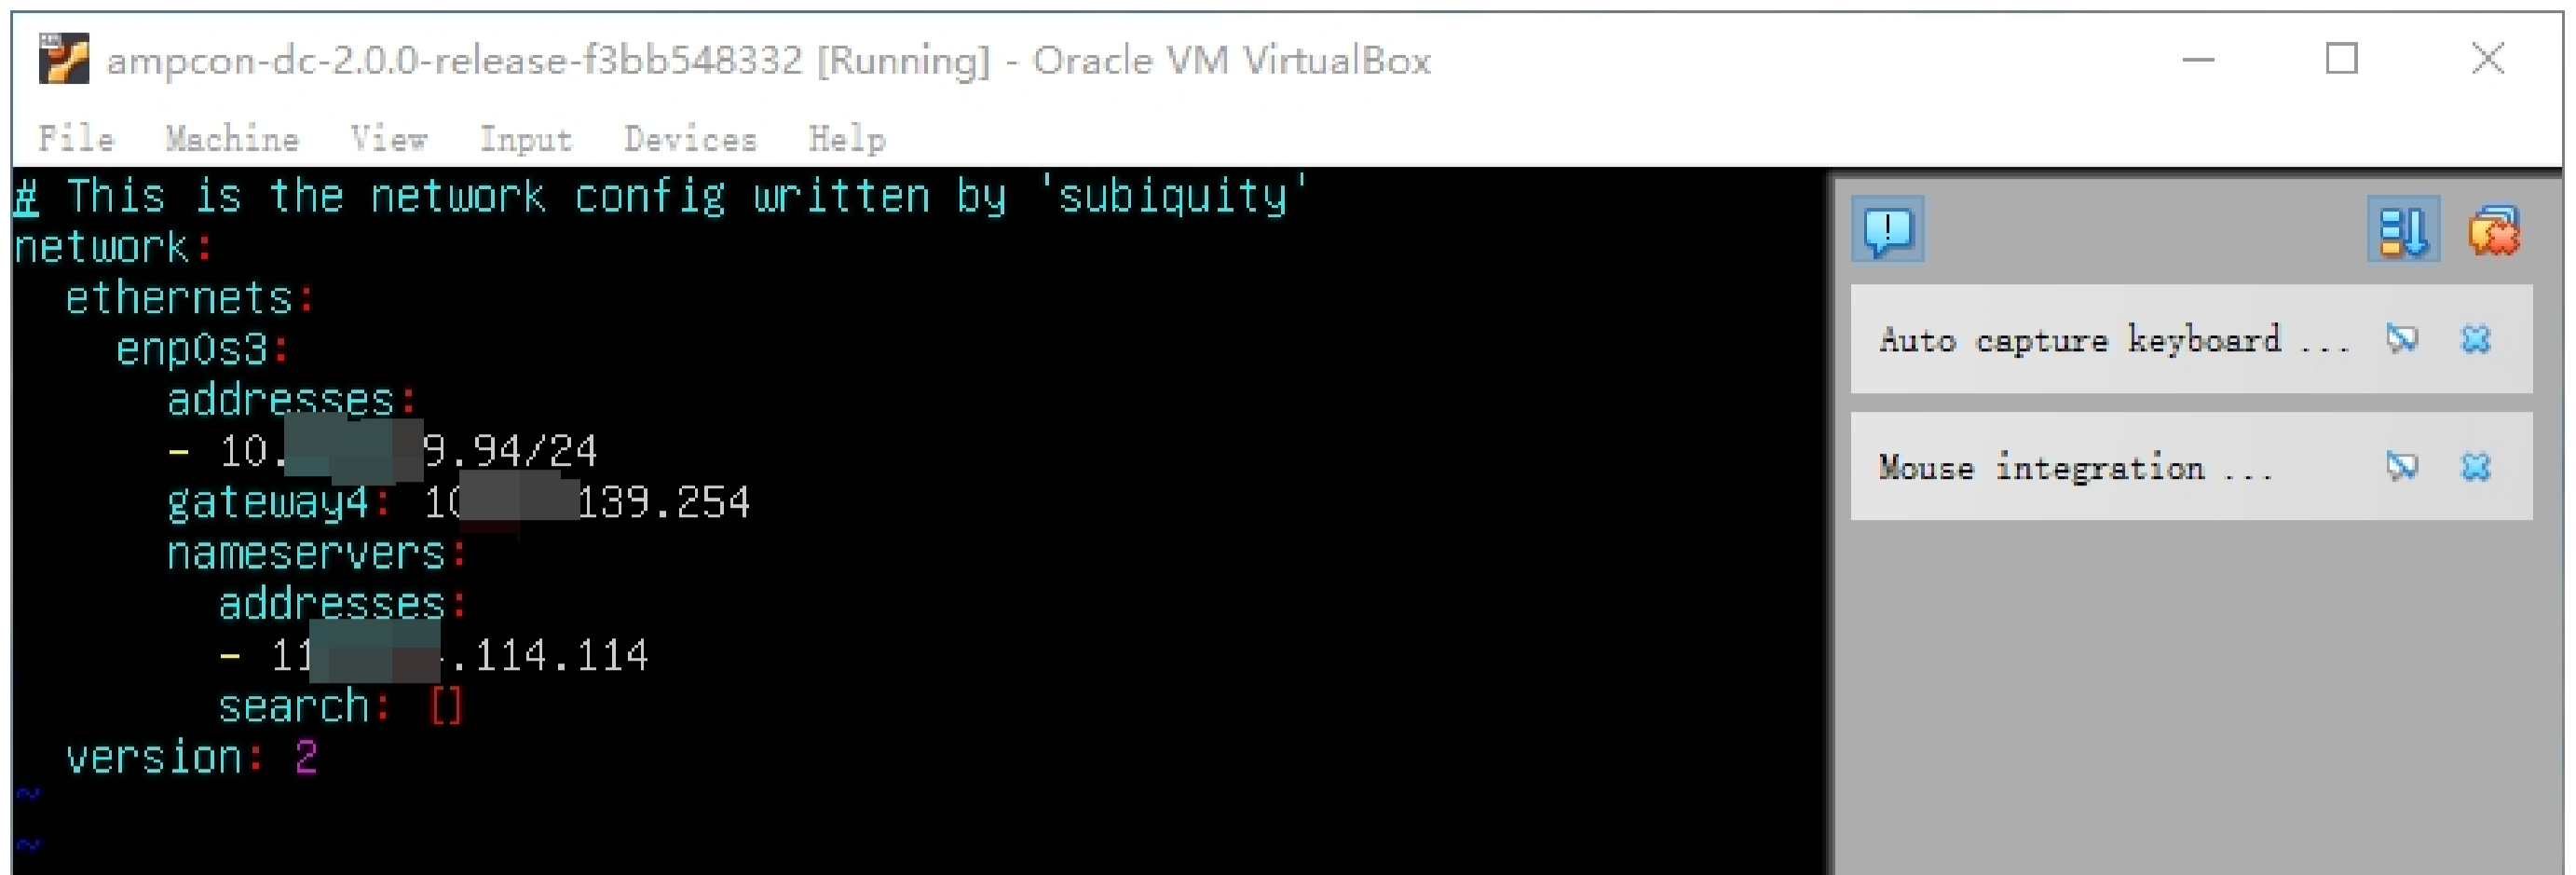 ampcon-dc-2.0.0-release-f3bb548332 [Running] - Oracle VM VirtualBox
File Machine View Input Devices Help
# This is the network config written by 'subiquity'
network:
ethernets:
enp0s3:
addresses:
- 10. 9.94/24
gateway4: 10 139.254
nameservers:
addresses:
- 11 .114.114
search: []
version: 2
~
~
Auto capture keyboard ...
Mouse integration ...